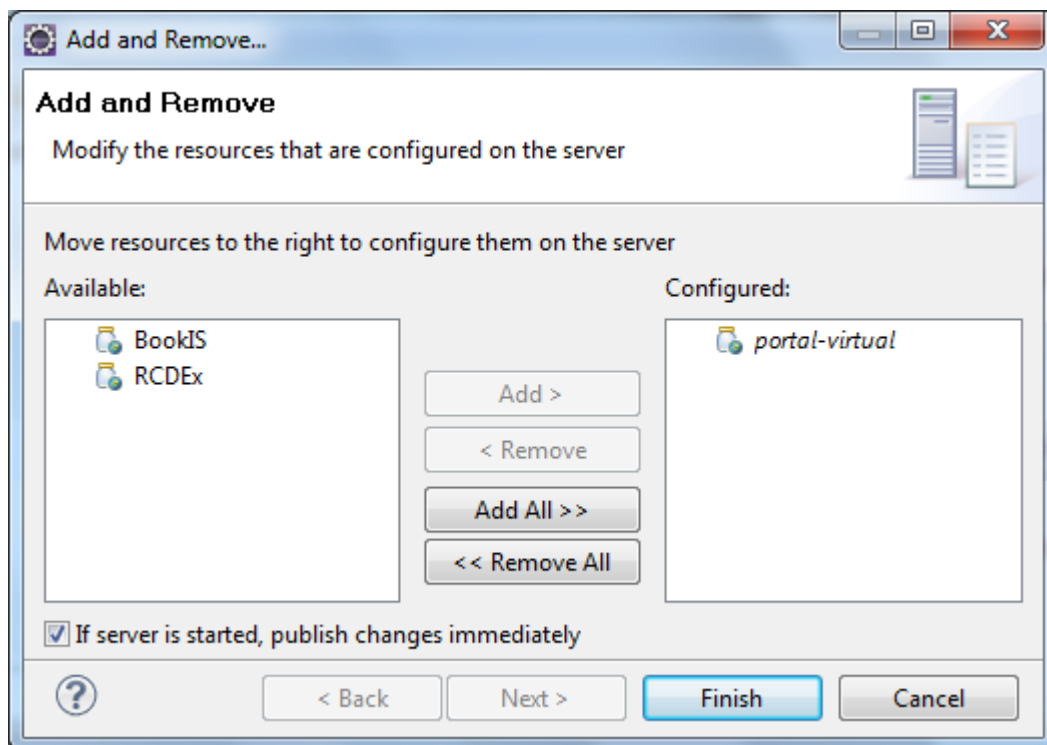 Add and Remove...
Add and Remove
Modify the resources that are configured on the server
Move resources to the right to configure them on the server
Available:
Configured:
BookIS
RCDEx
portal-virtual
Add >
< Remove
Add All >>
<< Remove All
If server is started, publish changes immediately
?
< Back
Next >
Finish
Cancel